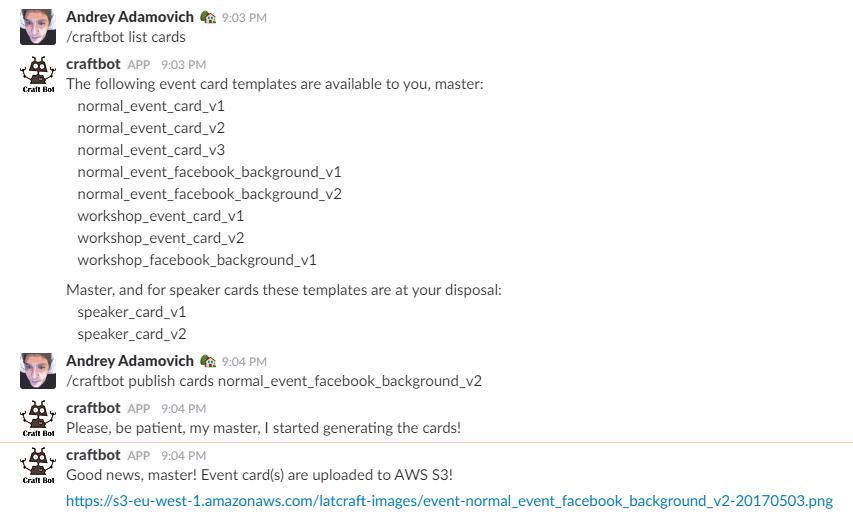 Andrey Adamovich 9:03 PM
/craftbot list cards
craftbot APP 9:03 PM
Craft Bot
The following event card templates are available to you, master:
normal_event_card_v1
normal_event_card_v2
normal_event_card_v3
normal_event_facebook_background_v1
normal_event_facebook_background_v2
workshop_event_card_v1
workshop_event_card_v2
workshop_facebook_background_v1
Master, and for speaker cards these templates are at your disposal:
speaker_card_v1
speaker_card_v2
Andrey Adamovich 9:04 PM
/craftbot publish cards normal_event_facebook_background_v2
craftbot APP 9:04 PM
Please, be patient, my master, I started generating the cards!
Craft Bot
craftbot APP 9:04 PM
Good news, master! Event card(s) are uploaded to AWS S3!
Craft Bot
https://s3-eu-west-1.amazonaws.com/latcraft-images/event-normal_event_facebook_background_v2-20170503.png